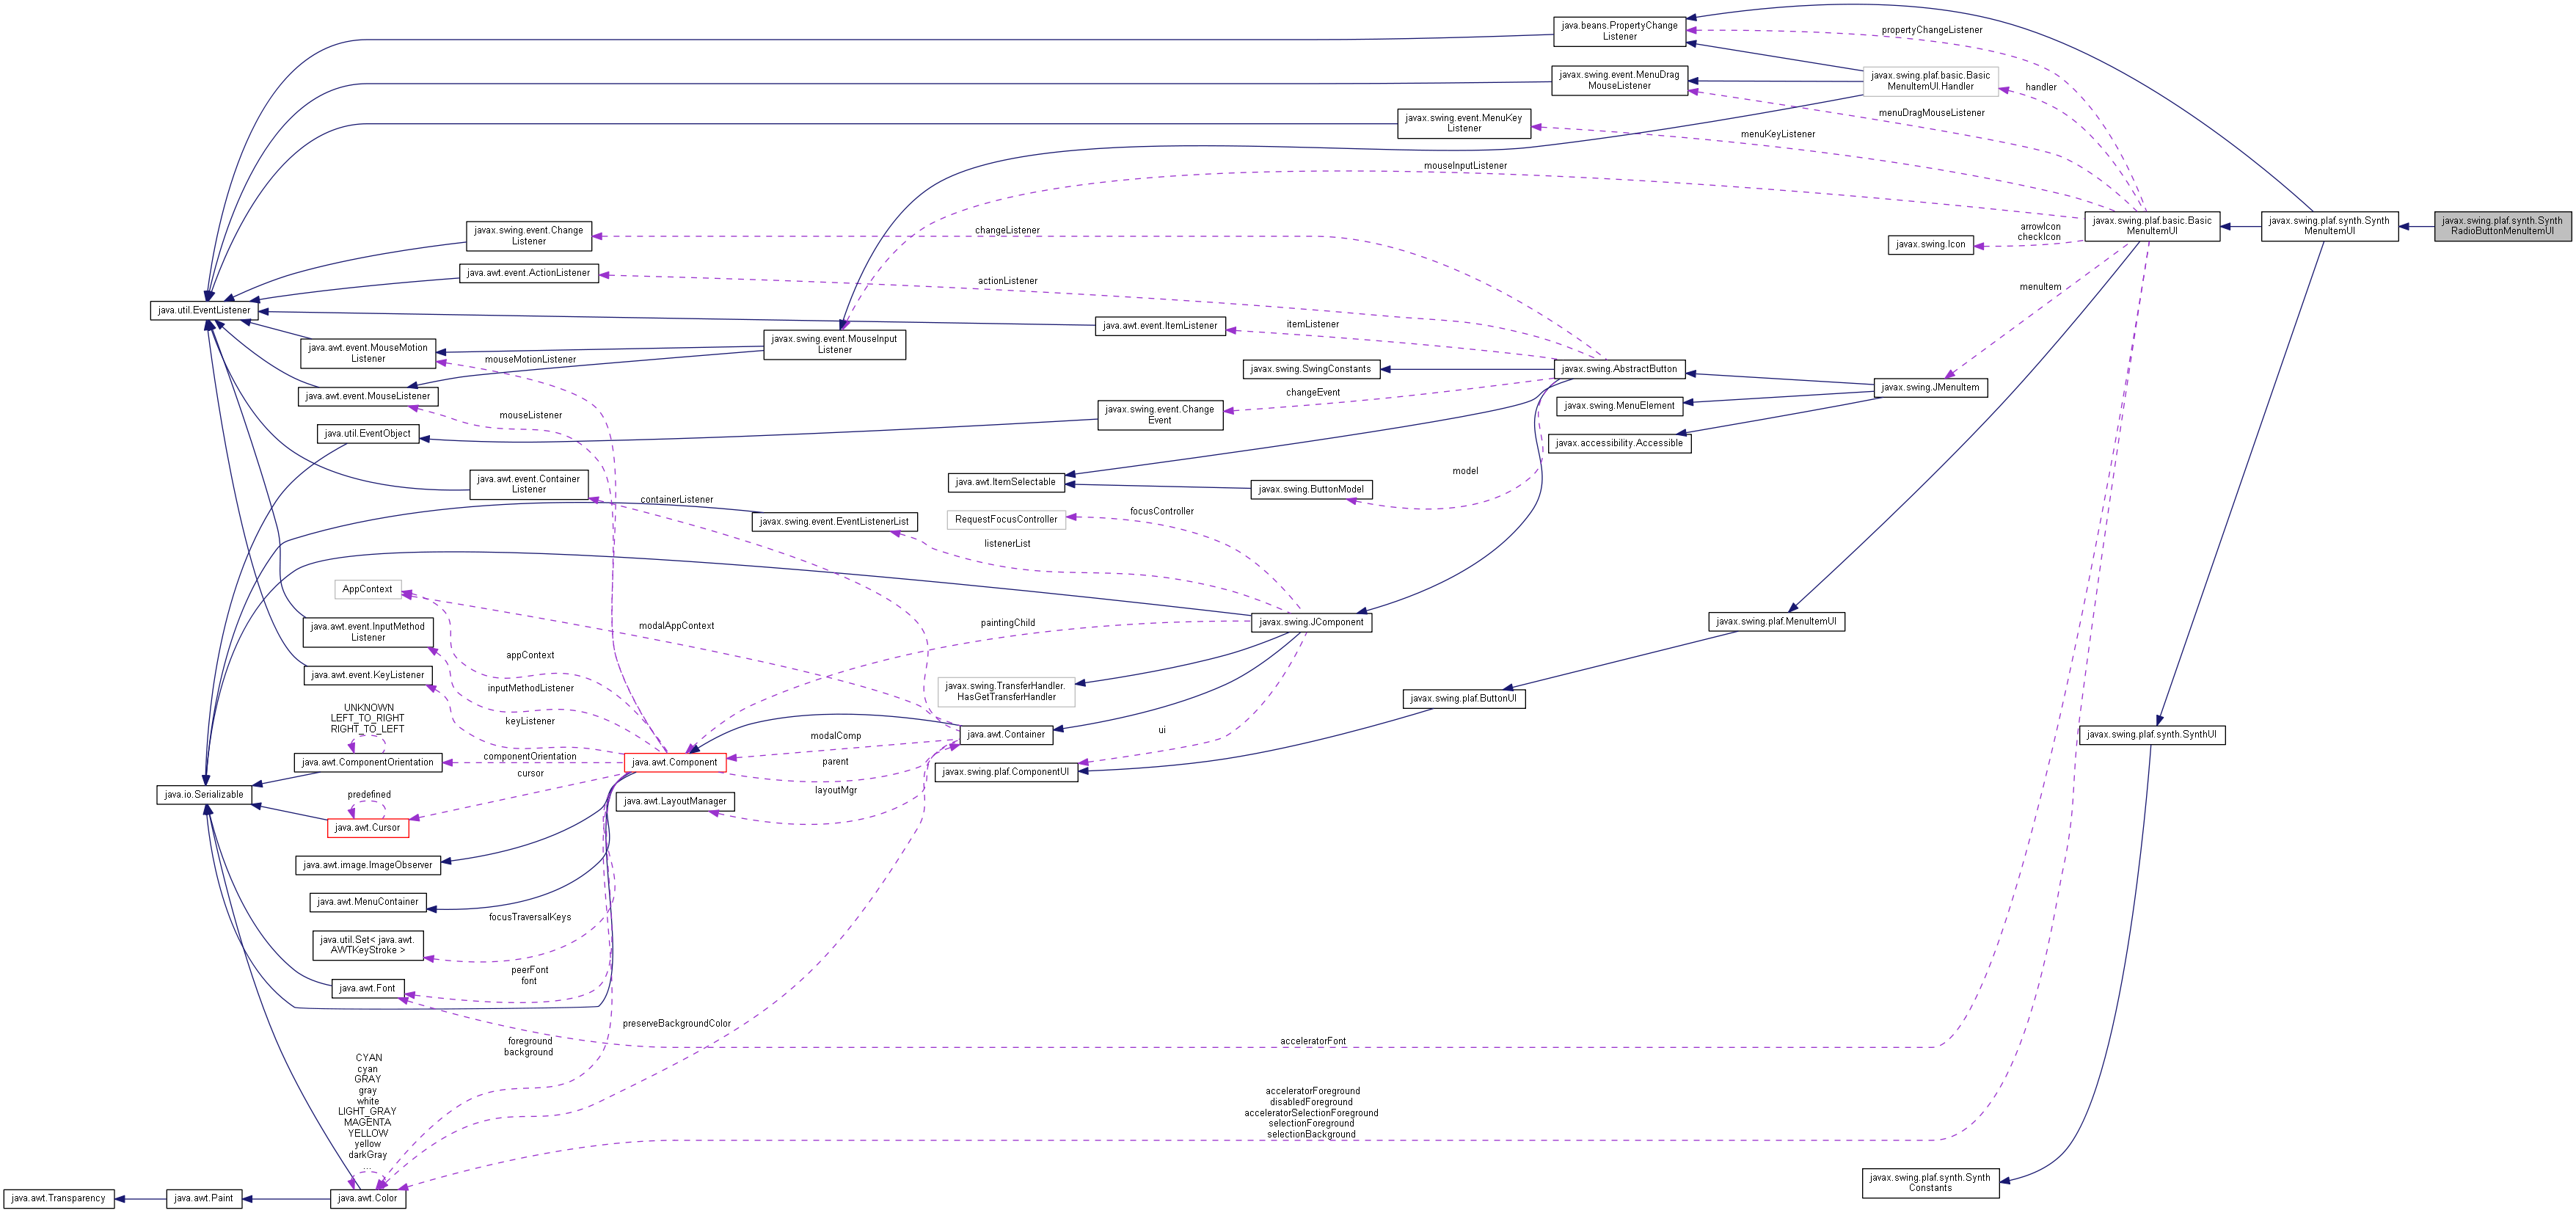 java.beans.PropertyChange
Listener
propertyChangeListener
javax.swing.event.MenuDrag
MouseListener
javax.swing.plaf.basic.Basic
MenuItemUI.Handler
handler
menuDragMouseListener
javax.swing.event.MenuKey
Listener
menuKeyListener
mouseInputListener
javax.swing.event.Change
Listener
changeListener
javax.swing.plaf.basic.Basic
MenuItemUI
javax.swing.plaf.synth.Synth
MenuItemUI
javax.swing.plaf.synth.Synth
RadioButtonMenuItemUI
arrowIcon
checkIcon
javax.swing.Icon
java.awt.event.ActionListener
actionListener
menuItem
java.util.EventListener
java.awt.event.ItemListener
itemListener
javax.swing.event.MouseInput
Listener
java.awt.event.MouseMotion
Listener
mouseMotionListener
javax.swing.SwingConstants
javax.swing.AbstractButton
javax.swing.JMenuItem
java.awt.event.MouseListener
changeEvent
javax.swing.event.Change
Event
javax.swing.MenuElement
mouseListener
java.util.EventObject
javax.accessibility.Accessible
java.awt.event.Container
Listener
java.awt.ItemSelectable
model
javax.swing.ButtonModel
containerListener
javax.swing.event.EventListenerList
RequestFocusController
focusController
listenerList
AppContext
modalAppContext
paintingChild
javax.swing.JComponent
javax.swing.plaf.MenuItemUI
java.awt.event.InputMethod
Listener
appContext
java.awt.event.KeyListener
inputMethodListener
javax.swing.TransferHandler.
HasGetTransferHandler
javax.swing.plaf.ButtonUI
UNKNOWN
LEFT_TO_RIGHT
RIGHT_TO_LEFT
keyListener
ui
java.awt.Container
modalComp
javax.swing.plaf.synth.SynthUI
java.awt.ComponentOrientation
componentOrientation
java.awt.Component
parent
cursor
javax.swing.plaf.ComponentUI
java.io.Serializable
predefined
layoutMgr
java.awt.LayoutManager
java.awt.Cursor
java.awt.image.ImageObserver
java.awt.MenuContainer
focusTraversalKeys
java.util.Set< java.awt.
AWTKeyStroke >
peerFont
font
java.awt.Font
preserveBackgroundColor
foreground
background
acceleratorFont
CYAN
cyan
GRAY
gray
white
LIGHT_GRAY
MAGENTA
YELLOW
yellow
darkGray
...
acceleratorForeground
disabledForeground
acceleratorSelectionForeground
selectionForeground
selectionBackground
javax.swing.plaf.synth.Synth
Constants
java.awt.Transparency
java.awt.Paint
java.awt.Color